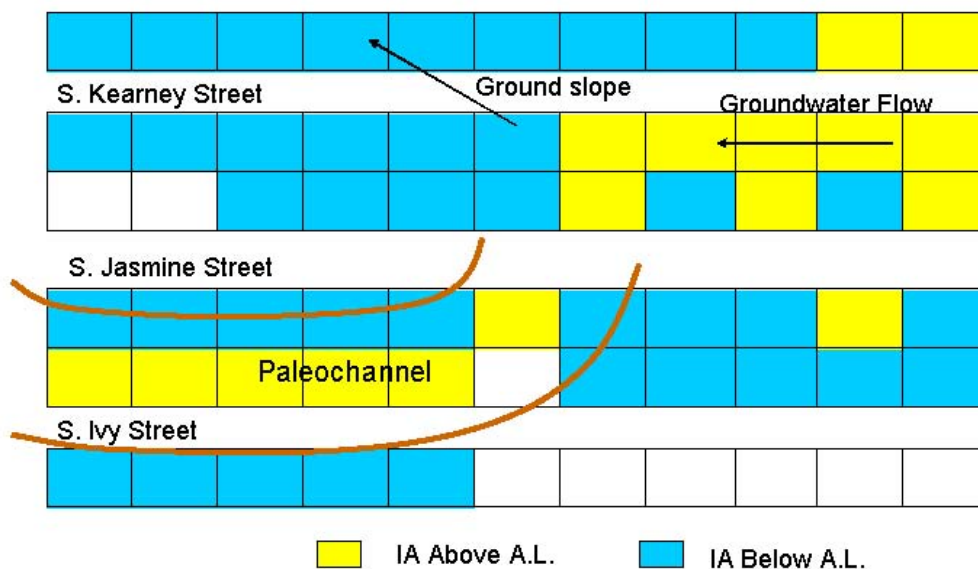 Ground slope
S. Kearney Street
Groundwater Flow
S. Jasmine Street
Paleochannel
S. Ivy Street
IA Above A.L.
IA Below A.L.